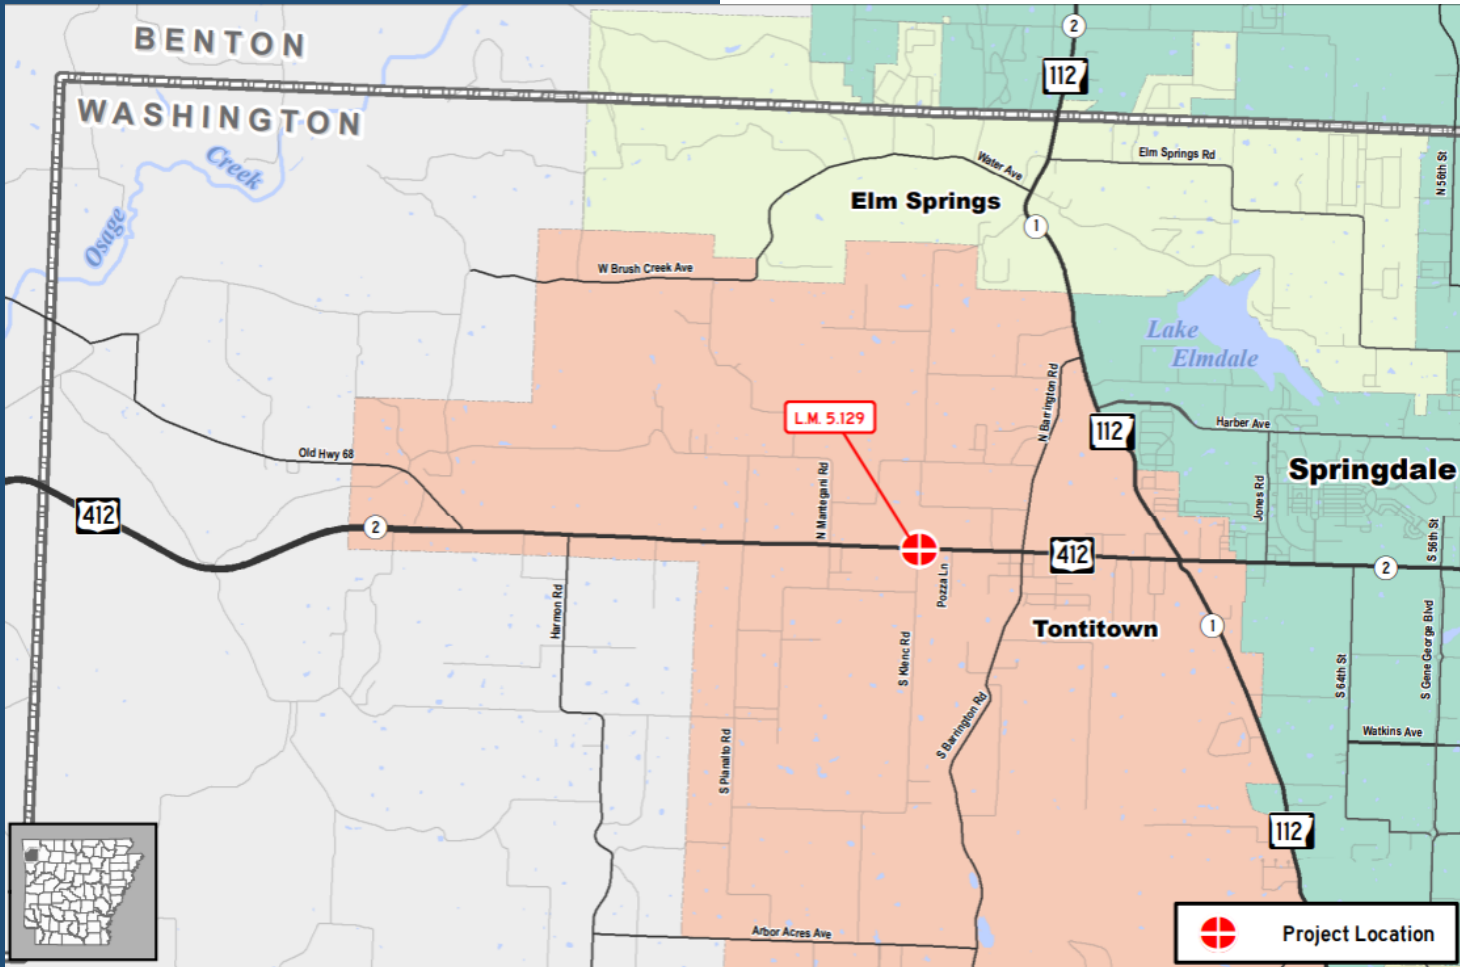 BENTON
WASHINGTON
2
112
Osage
Creek
Water Ave
Elm Springs Rd
N 56th St
Elm Springs
1
W Brush Creek Ave
Lake
Elmdale
N Barrington Rd
L.M. 5.129
112
Harber Ave
Old Hwy 68
Springdale
N Mantegani Rd
Jones Rd
412
2
412
S 56th St
2
Pozza Ln
Harmon Rd
Tontitown
1
S Klenc Rd
S 64th St
S Gene George Blvd
S Barrington Rd
S Pianalto Rd
Watkins Ave
112
Arbor Acres Ave
Project Location